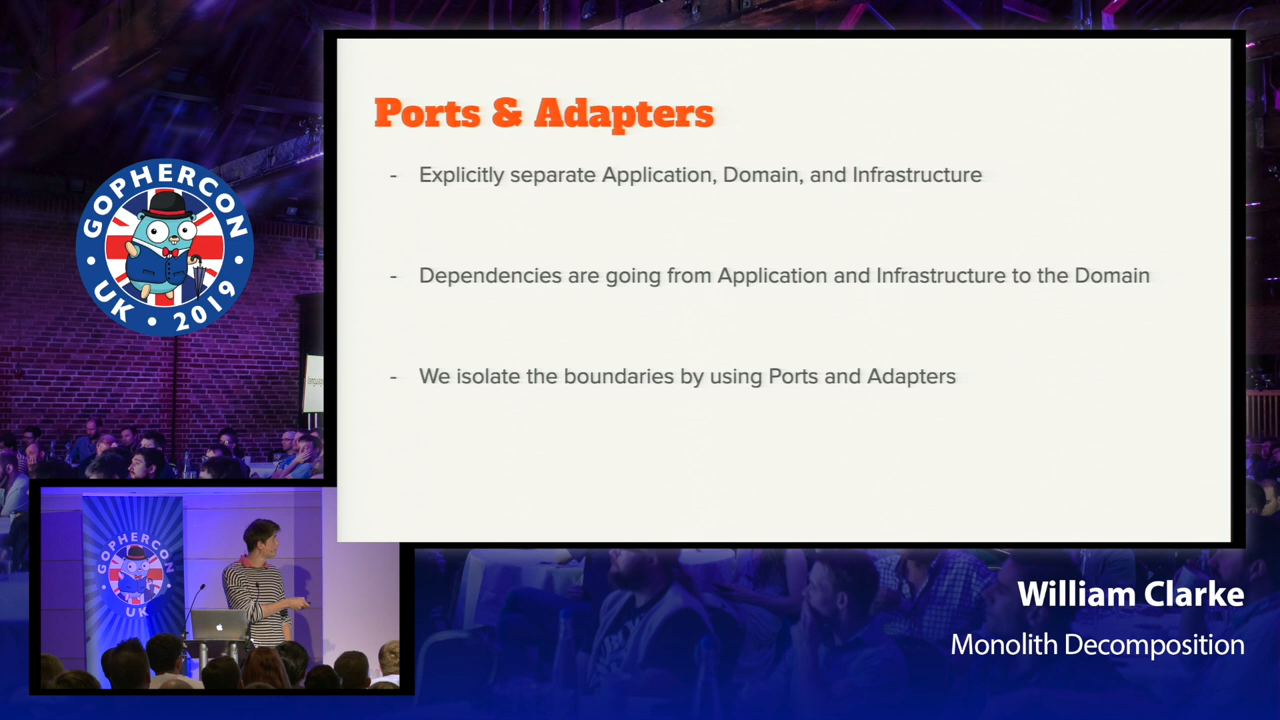 Ports & Adapters
- Explicitly separate Application, Domain, and Infrastructure
- Dependencies are going from Application and Infrastructure to the Domain
- We isolate the boundaries by using Ports and Adapters
GOPHERCON
UK • 2019
GOPHERCON
UK
William Clarke
Monolith Decomposition